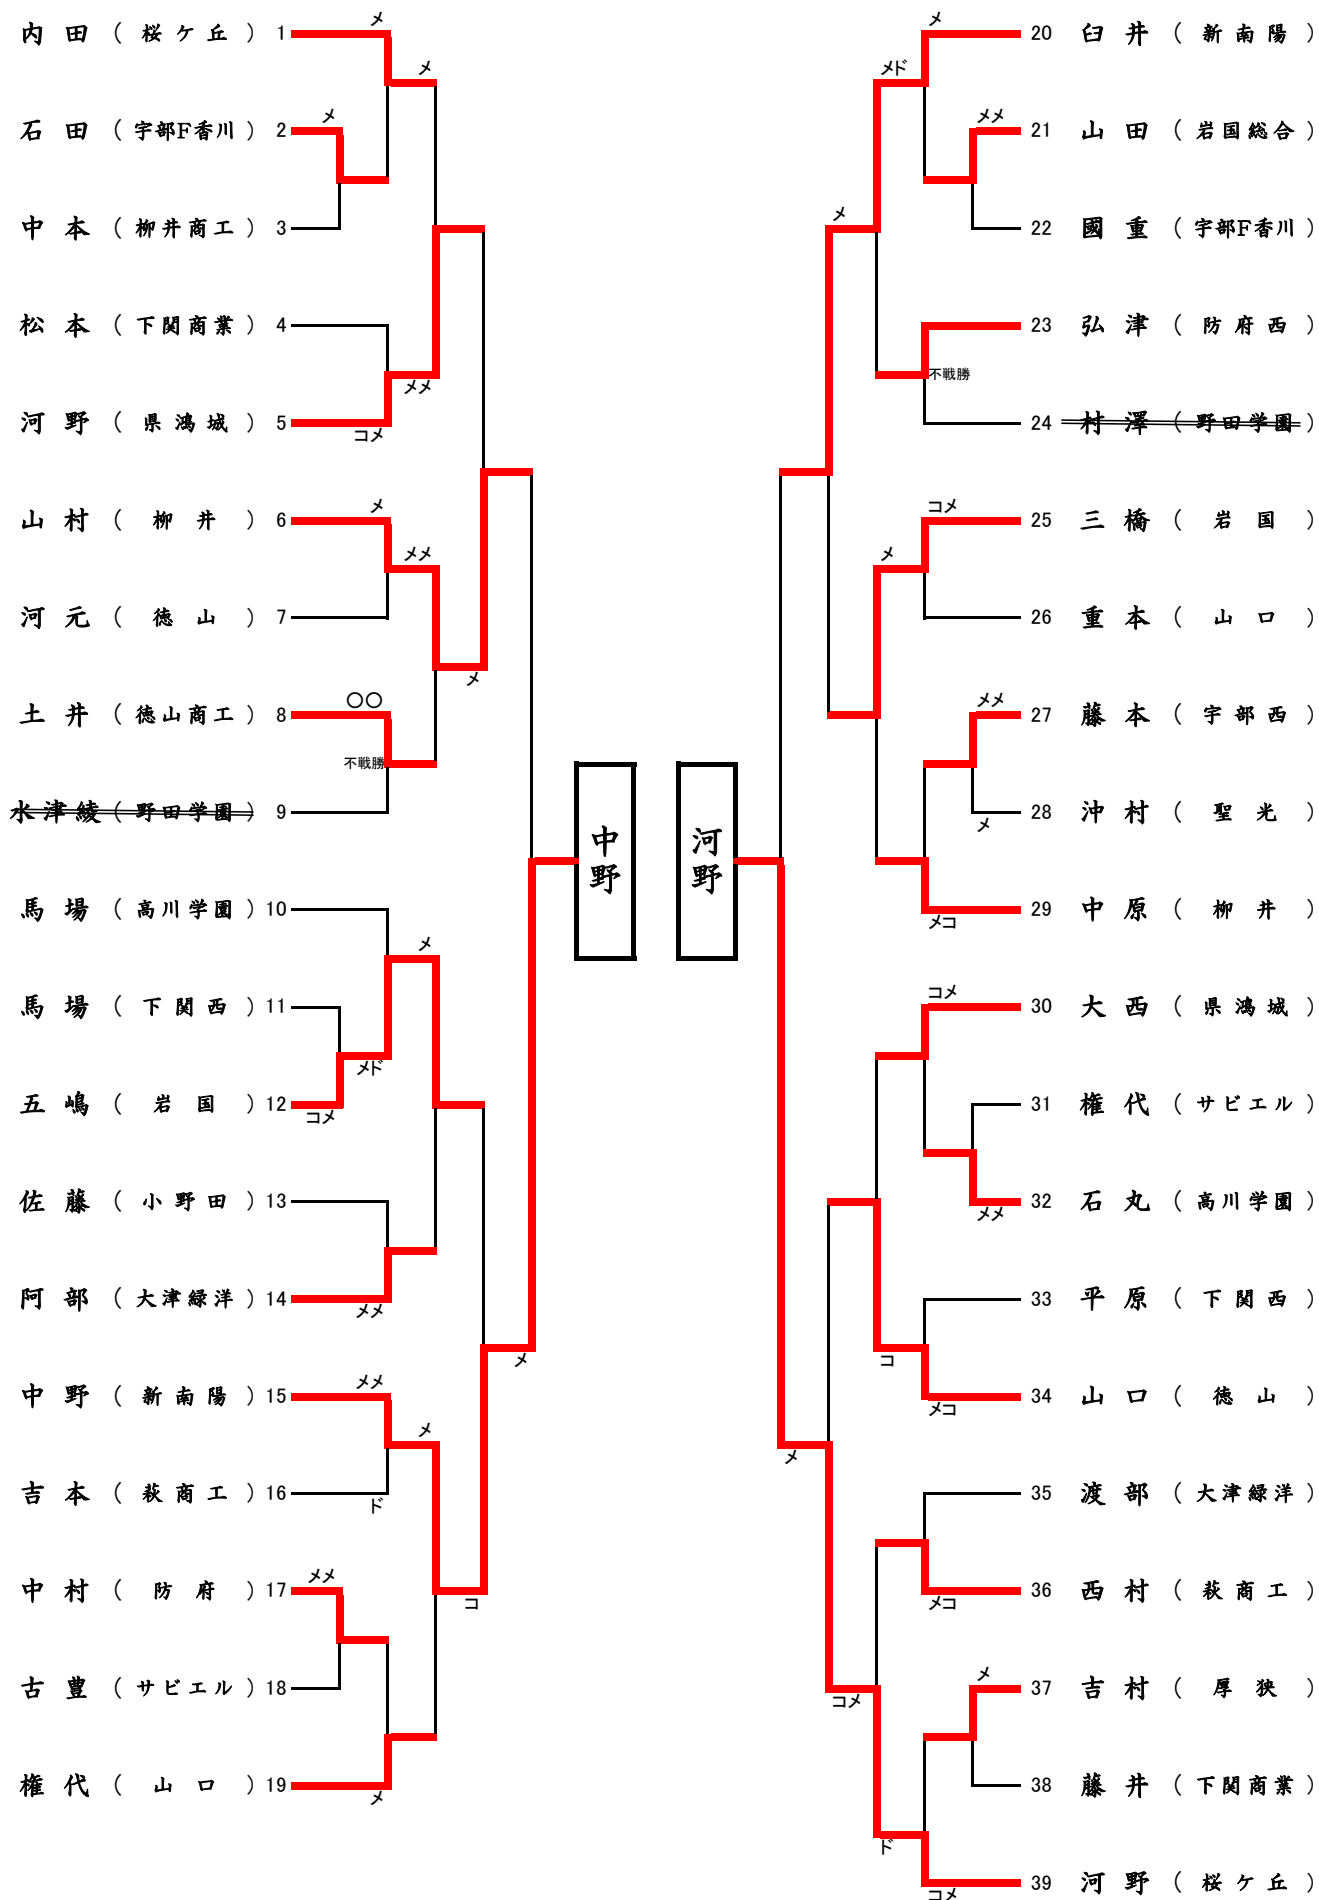 内田（桜ケ丘）1
メ
メ
石田（宇部F香川）2
メ
中本（柳井商工）3
松本（下関商業）4
メメ
河野（県鴻城）5
コメ
山村（柳井）6
メ
メメ
河元（徳山）7
メ
土井（徳山商工）8
〇〇
不戦勝
水津綾（野田学園）9
馬場（高川学園）10
メ
馬場（下関西）11
メド
五嶋（岩国）12
コメ
佐藤（小野田）13
阿部（大津緑洋）14
メメ
メ
中野（新南陽）15
メメ
メ
吉本（萩商工）16
ド
中村（防府）17
メメ
コ
古豊（サビエル）18
権代（山口）19
メ
中野
河野
メ
20 臼井（新南陽）
メド
メメ
21 山田（岩国総合）
メ
22 國重（宇部F香川）
23 弘津（防府西）
不戦勝
24 村澤（野田学園）
コメ
25 三橋（岩国）
メ
26 重本（山口）
メメ
27 藤本（宇部西）
28 沖村（聖光）
メ
29 中原（柳井）
メコ
コメ
30 大西（県鴻城）
31 権代（サビエル）
32 石丸（高川学園）
メメ
33 平原（下関西）
コ
34 山口（徳山）
メコ
メ
35 渡部（大津緑洋）
36 西村（萩商工）
メコ
メ
37 吉村（厚狭）
コメ
38 藤井（下関商業）
ド
39 河野（桜ケ丘）
コメ